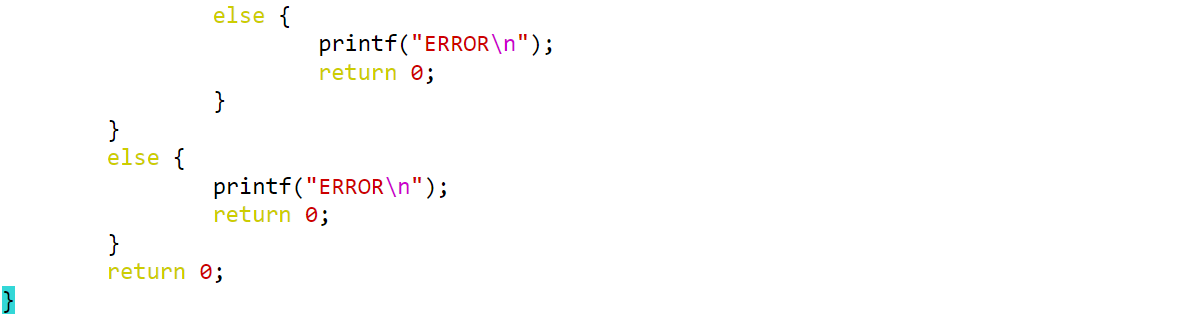 else {
                        printf("ERROR\n");
                        return 0;
                }
        }
        else {
                printf("ERROR\n");
                return 0;
        }
        return 0;
}